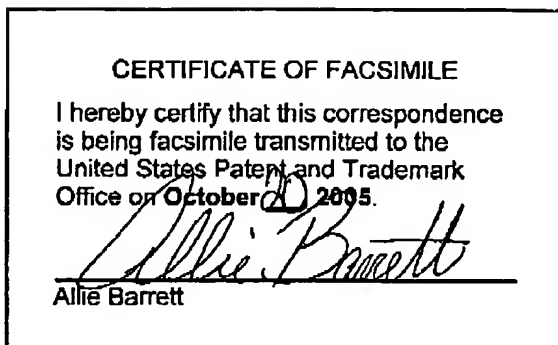 CERTIFICATE OF FACSIMILE
I hereby certify that this correspondence
is being facsimile transmitted to the
United States Patent and Trademark
Office on October 20 2005.
Allie Barrett
Allie Barrett